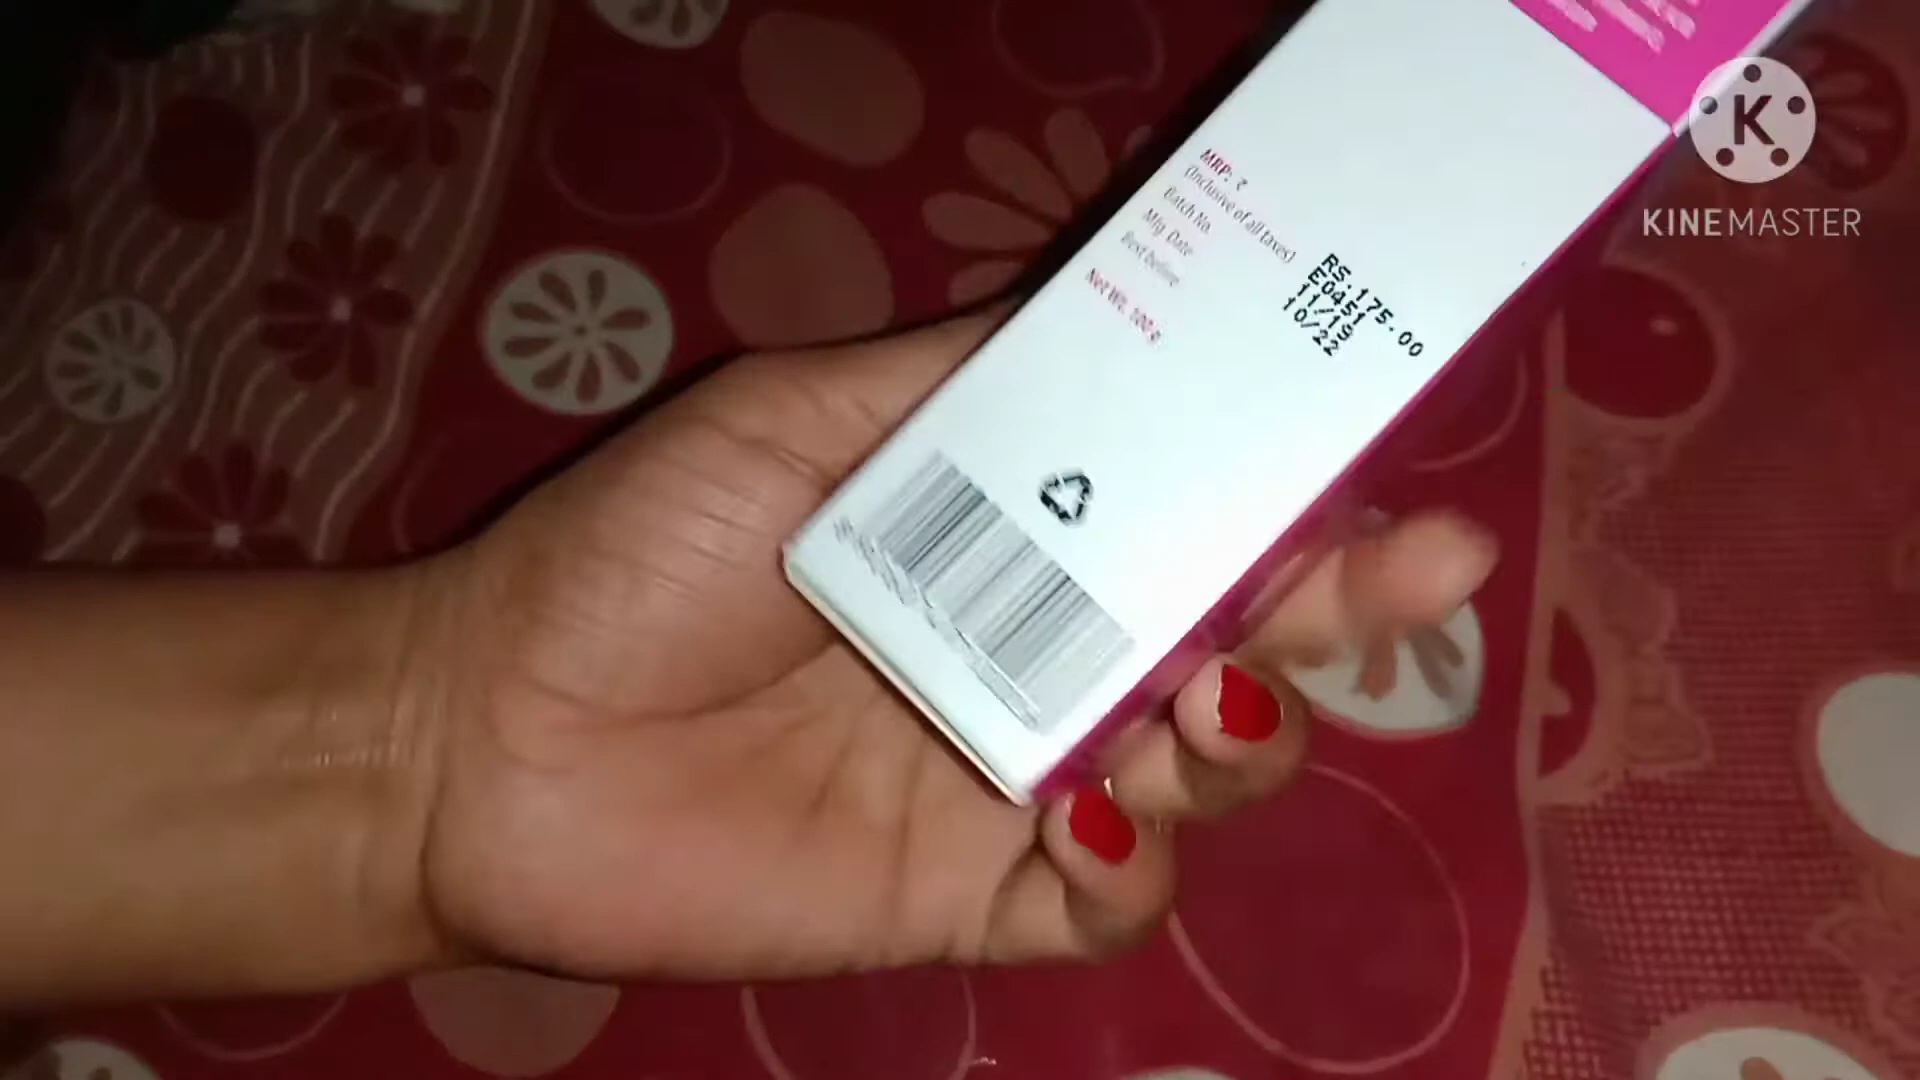 MRP: ₹
(Inclusive of all taxes)
Batch No.
Mfg. Date
Best before
Net Wt. 100 g
RS.175.00
E0451
11/19
10/22
K
KINEMASTER